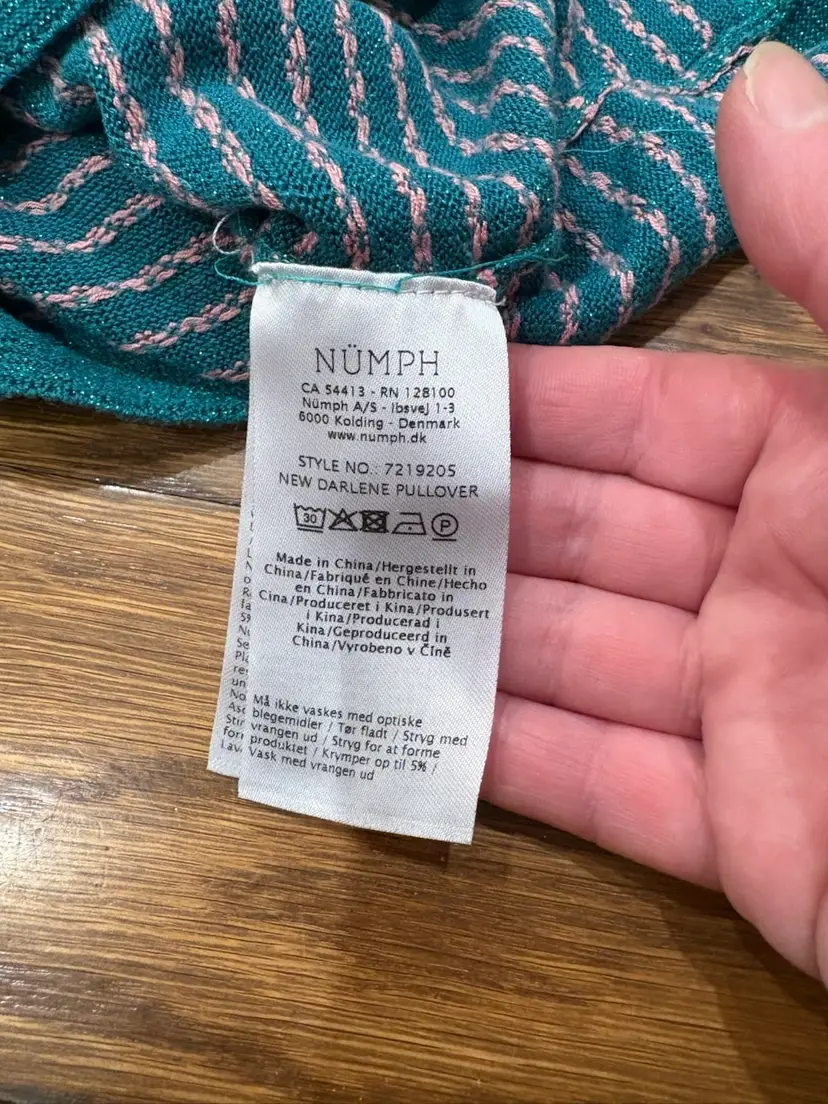 NÜMPH
CA 54413 - RN 128100
Nümph A/S - Ibsvej 1-3
6000 Kolding - Denmark
www.numph.dk
STYLE NO.: 7219205
NEW DARLENE PULLOVER
30
P
Made in China/Hergestellt in
China/Fabriqué en Chine/Hecho
en China/Fabbricato in
Cina/Produceret i Kina/Produsert
i Kina/Producerad i
Kina/Geproduceerd in
China/Vyrobeno v Číně
Må ikke vaskes med optiske
blegemidler / Tør fladt / Stryg med
vrangen ud / Stryg for at forme
produktet / Krymper op til 5% /
Vask med vrangen ud